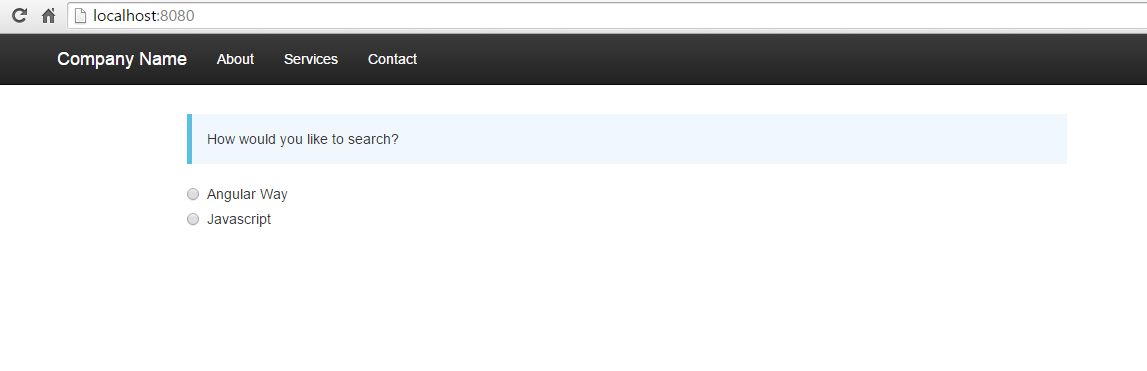 localhost:8080
Company Name About Services Contact
How would you like to search?
Angular Way
Javascript